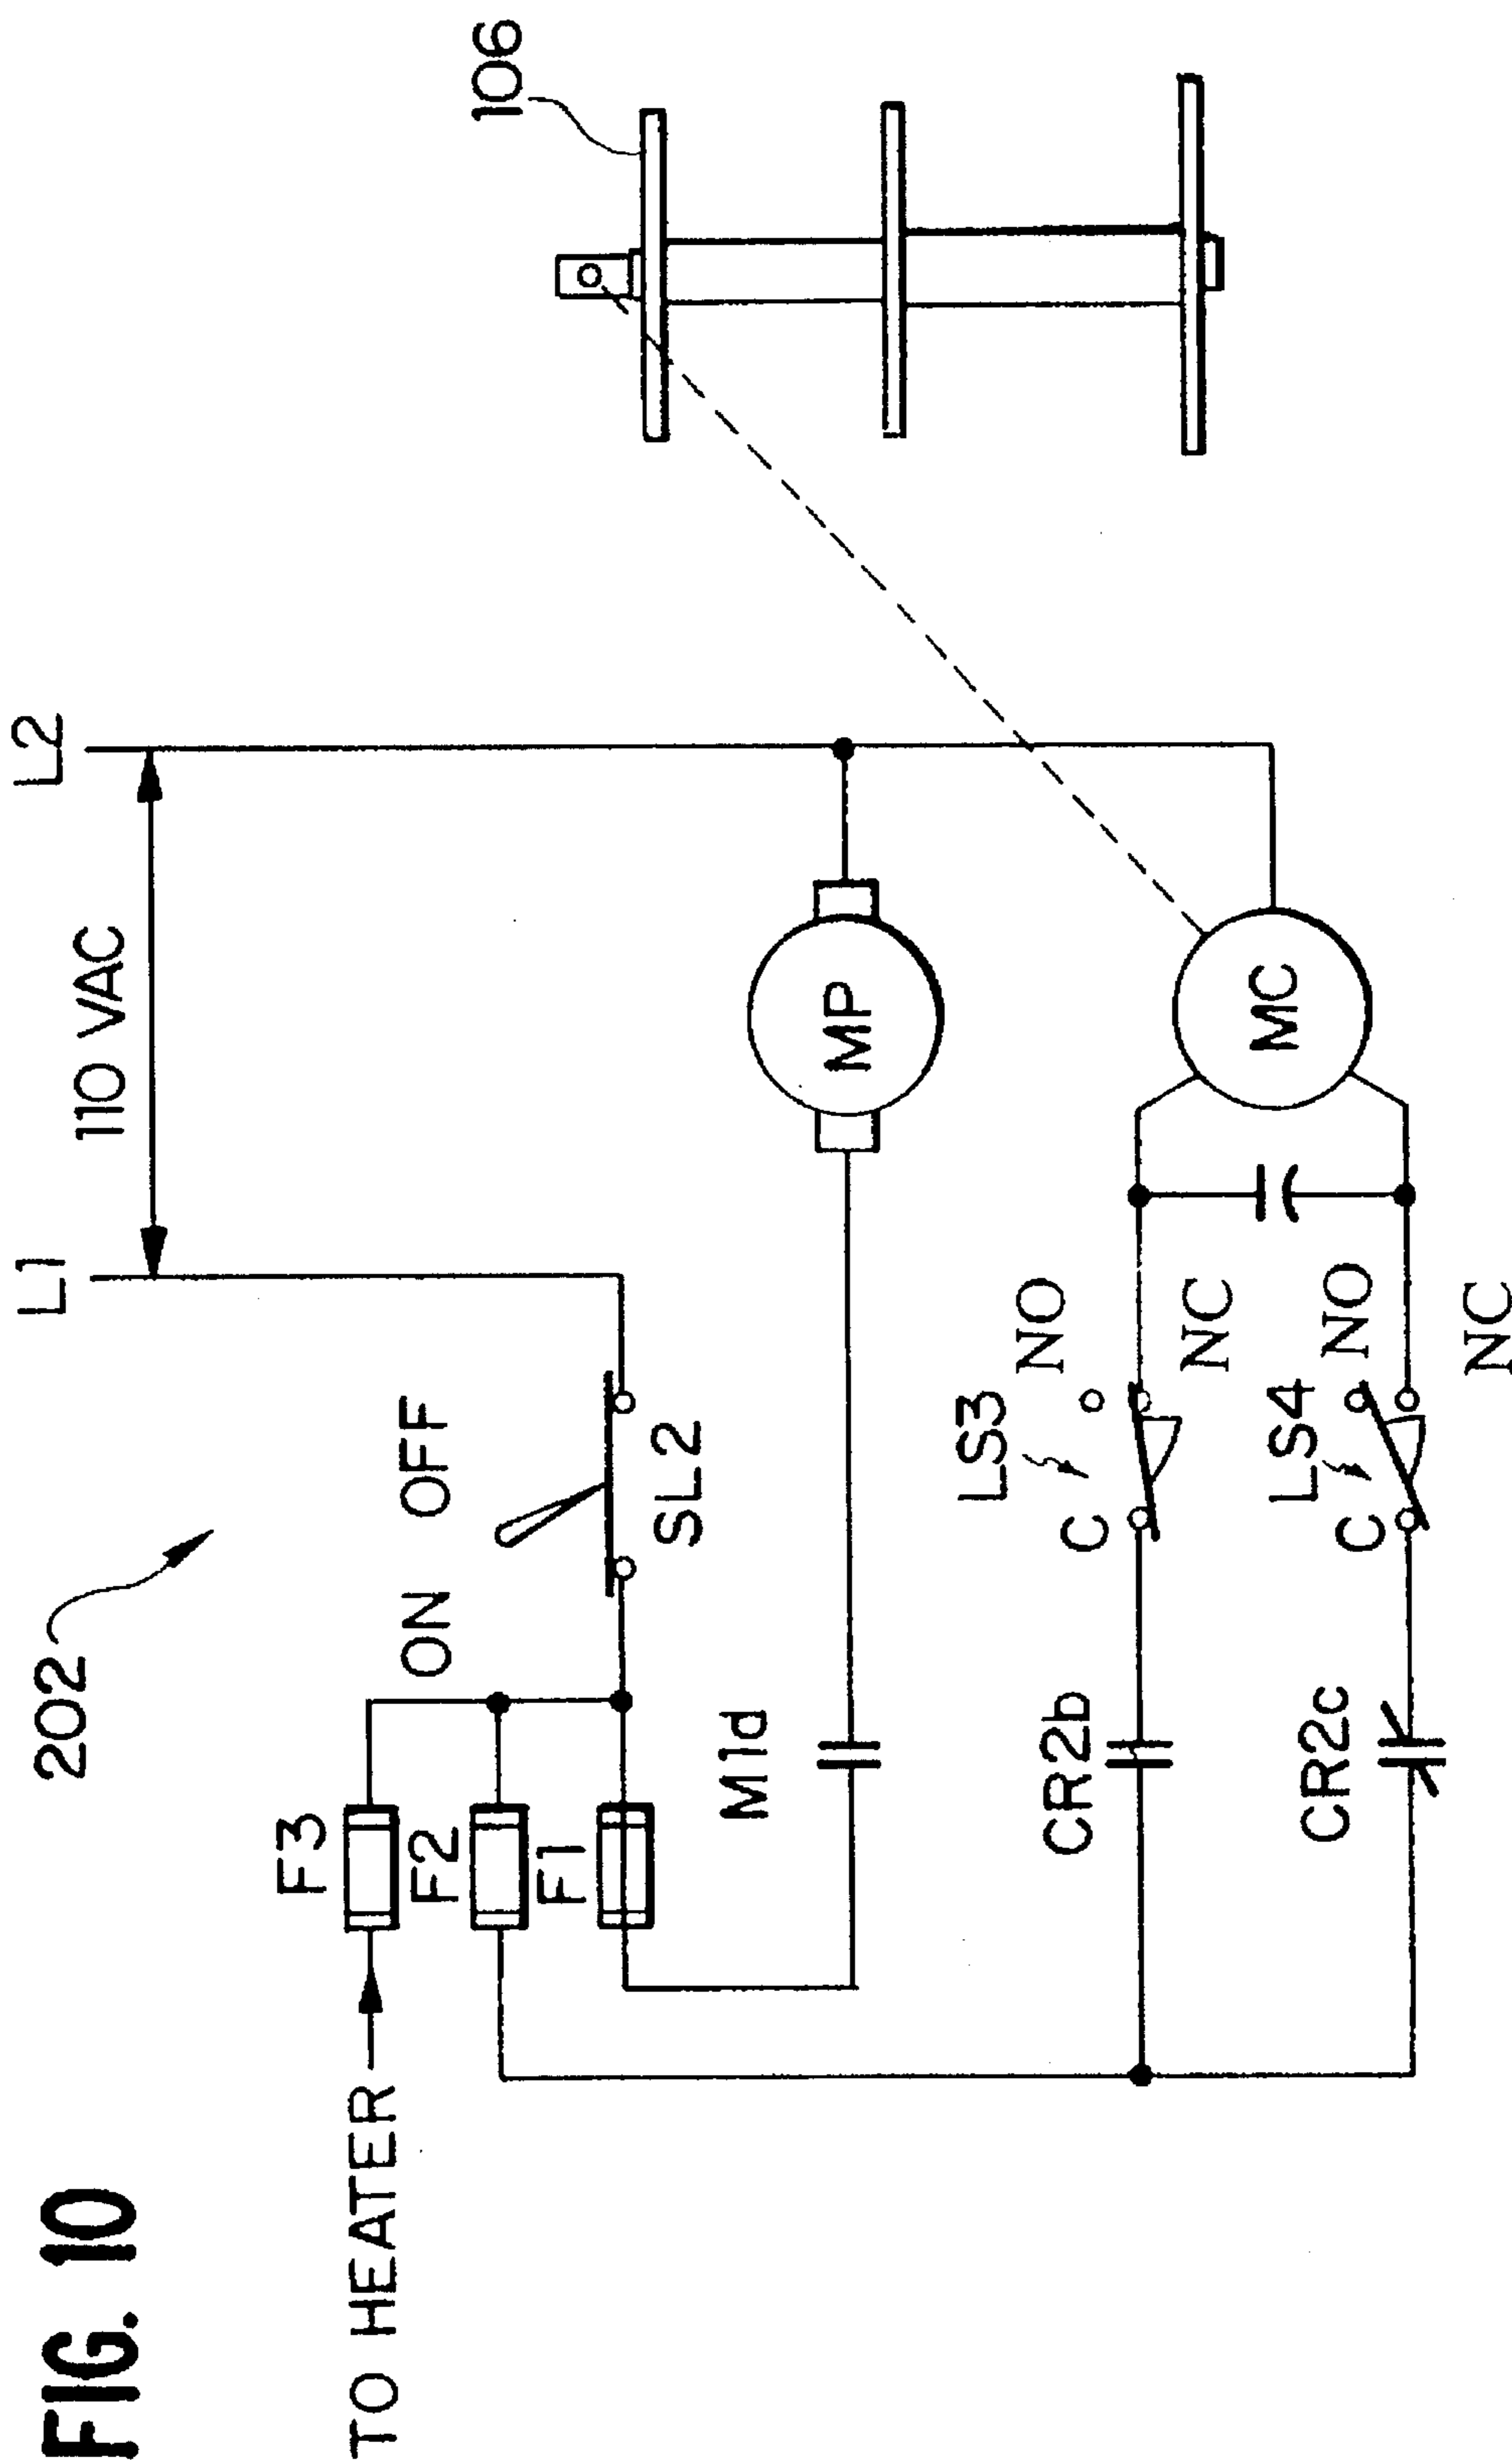 FIG. 10
202
L1
110 VAC
L2
106
TO HEATER
F3
F2
F1
ON OFF
SL2
M1d
MP
CR2b
C
LS3
NO
NC
CR2c
C
LS4
NO
NC
MC